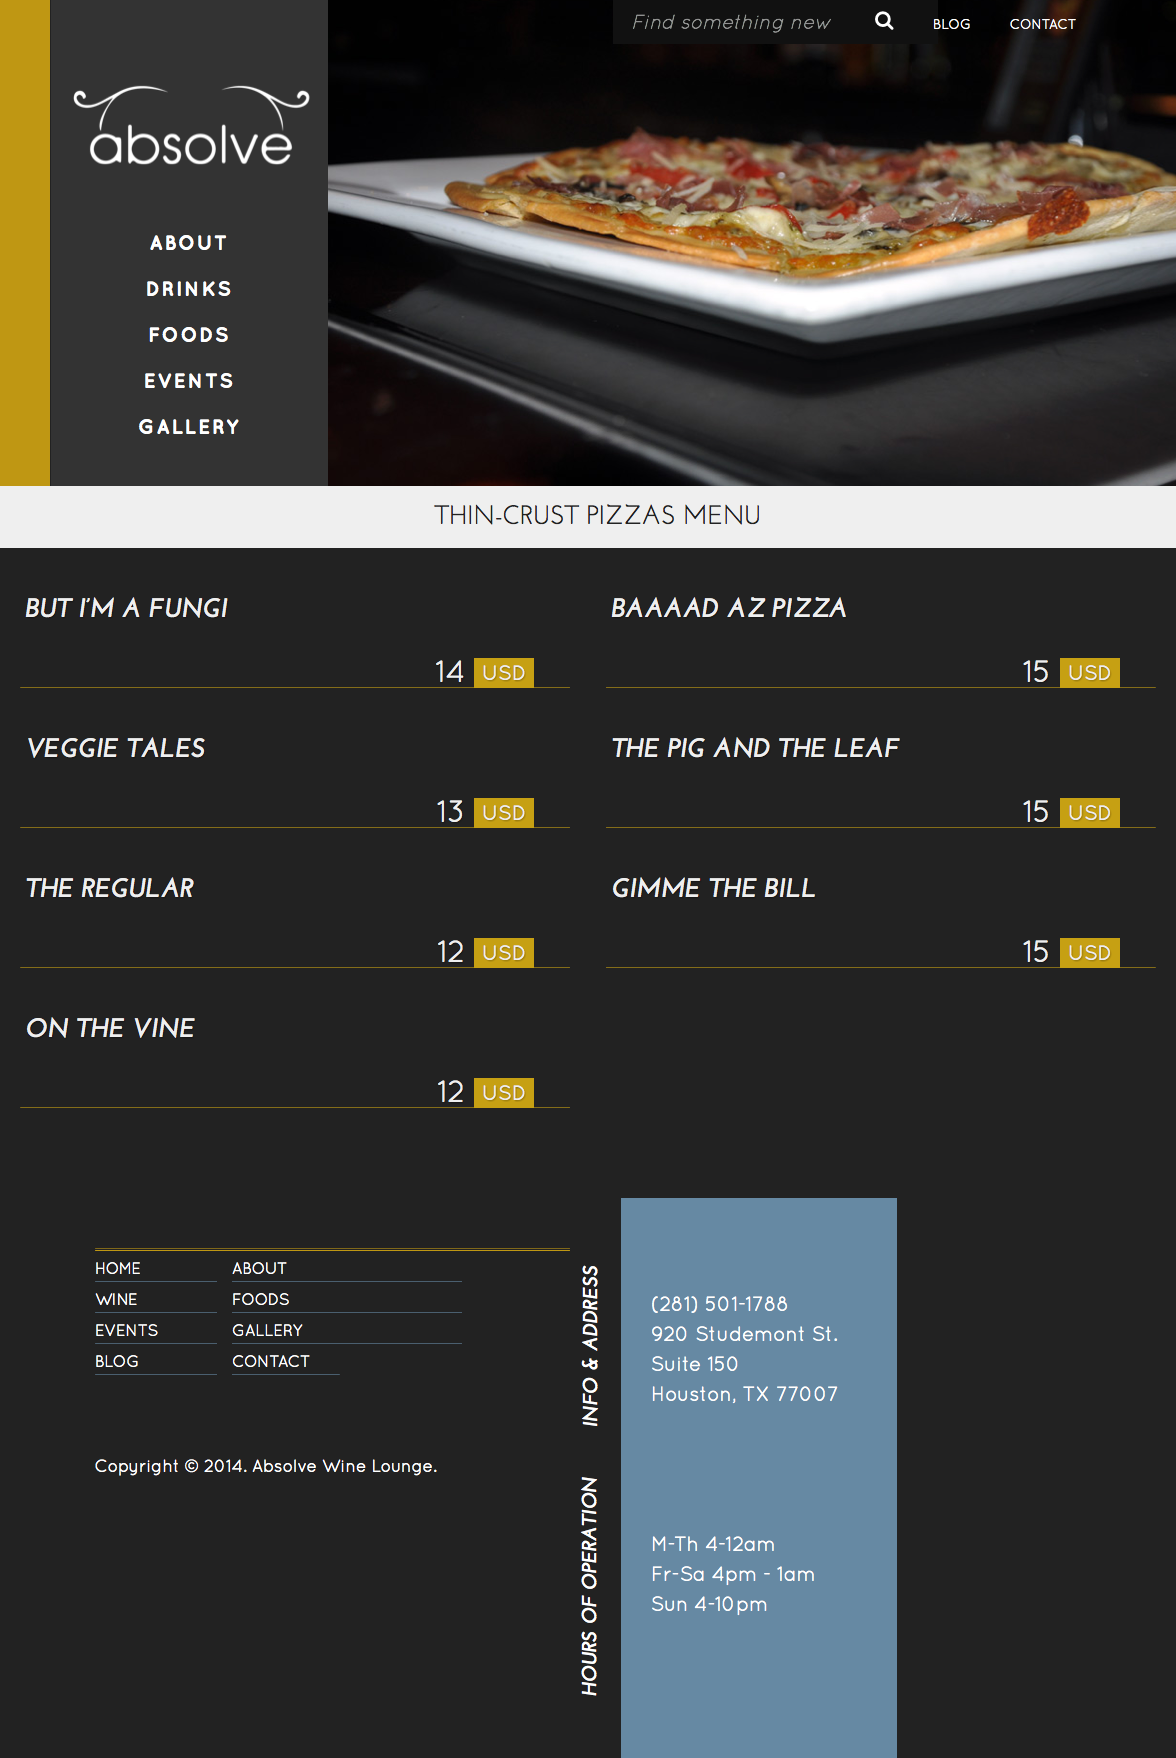 Find something new
BLOG
CONTACT
absolve
ABOUT
DRINKS
FOODS
EVENTS
GALLERY
THIN-CRUST PIZZAS MENU
BUT I'M A FUNGI
14 USD
BAAAAD AZ PIZZA
15 USD
VEGGIE TALES
13 USD
THE PIG AND THE LEAF
15 USD
THE REGULAR
12 USD
GIMME THE BILL
15 USD
ON THE VINE
12 USD
HOME
ABOUT
WINE
FOODS
EVENTS
GALLERY
BLOG
CONTACT
Copyright © 2014. Absolve Wine Lounge.
INFO & ADDRESS
(281) 501-1788
920 Studemont St.
Suite 150
Houston, TX 77007
HOURS OF OPERATION
M-Th 4-12am
Fr-Sa 4pm - 1am
Sun 4-10pm